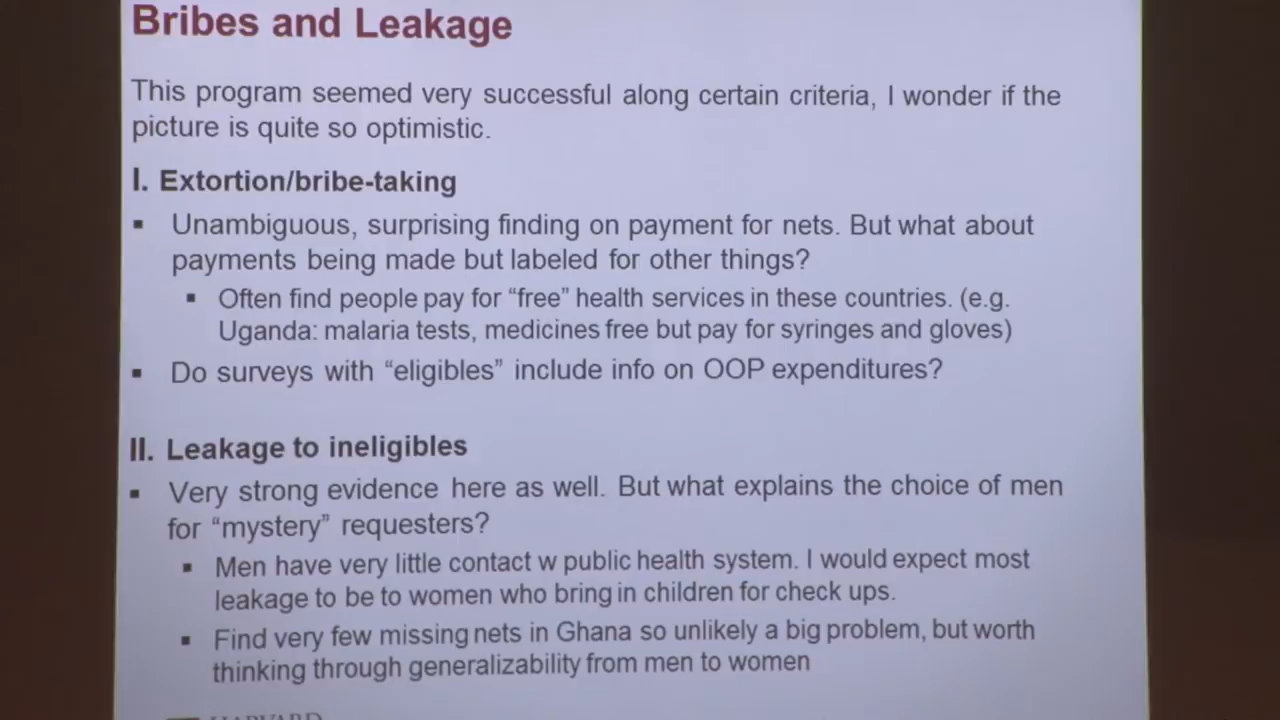 Bribes and Leakage
This program seemed very successful along certain criteria, I wonder if the
picture is quite so optimistic.
I. Extortion/bribe-taking
▪ Unambiguous, surprising finding on payment for nets. But what about
payments being made but labeled for other things?
▪ Often find people pay for “free” health services in these countries. (e.g.
Uganda: malaria tests, medicines free but pay for syringes and gloves)
▪ Do surveys with “eligibles” include info on OOP expenditures?
II. Leakage to ineligibles
▪ Very strong evidence here as well. But what explains the choice of men
for “mystery” requesters?
▪ Men have very little contact w public health system. I would expect most
leakage to be to women who bring in children for check ups.
▪ Find very few missing nets in Ghana so unlikely a big problem, but worth
thinking through generalizability from men to women
HARVARD